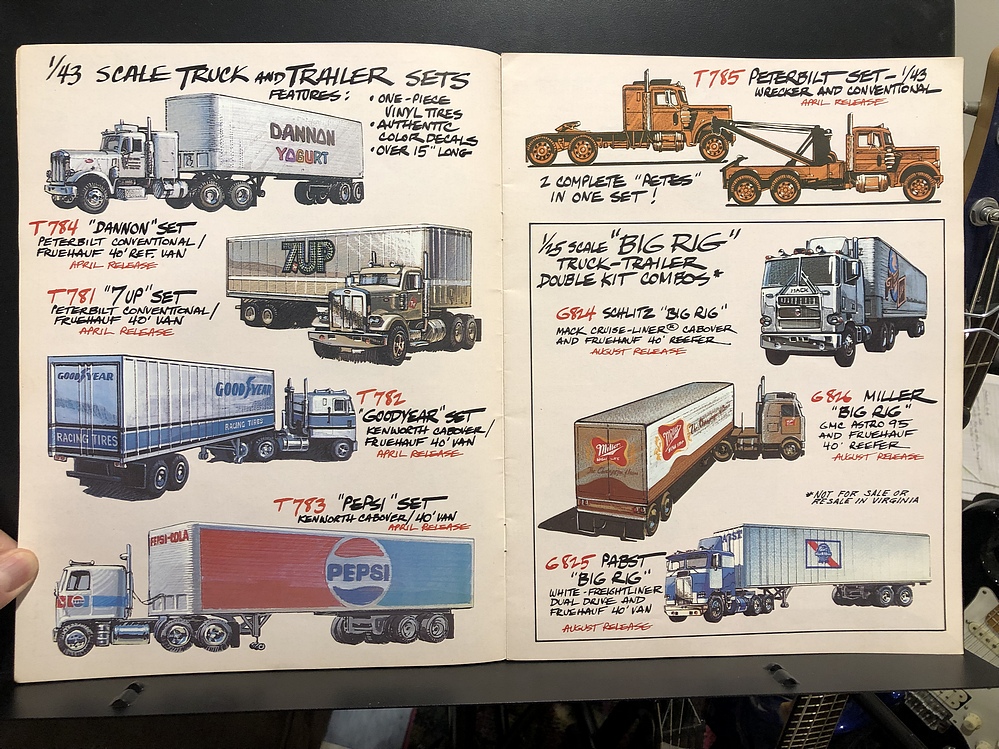 1/43 SCALE TRUCK AND TRAILER SETS
FEATURES:
• ONE-PIECE
VINYL TIRES
• AUTHENTIC
COLOR DECALS
• OVER 15" LONG
DANNON
YOGURT
T784 "DANNON" SET
PETERBILT CONVENTIONAL/
FRUEHAUF 40' REF. VAN
APRIL RELEASE
7UP
T781 "7UP" SET
PETERBILT CONVENTIONAL/
FRUEHAUF 40' VAN
APRIL RELEASE
GOODYEAR
GOODYEAR
RACING TIRES
RACING TIRES
T782
"GOODYEAR" SET
KENWORTH CABOVER/
FRUEHAUF 40' VAN
APRIL RELEASE
T783 "PEPSI" SET
KENWORTH CABOVER/40' VAN
APRIL RELEASE
PEPSI-COLA
PEPSI
T785 PETERBILT SET-1/43
WRECKER AND CONVENTIONAL
APRIL RELEASE
2 COMPLETE "PETES"
IN ONE SET!
1/25 SCALE "BIG RIG"
TRUCK-TRAILER
DOUBLE KIT COMBOS*
MACK
G824 SCHLITZ "BIG RIG"
MACK CRUISE-LINER® CABOVER
AND FRUEHAUF 40' REEFER
AUGUST RELEASE
Miller
HIGH LIFE
Miller
HIGH LIFE
G826 MILLER
"BIG RIG"
GMC ASTRO 95
AND FRUEHAUF
40' REEFER
AUGUST RELEASE
*NOT FOR SALE OR
RESALE IN VIRGINIA
G825 PABST
"BIG RIG"
WHITE-FREIGHTLINER
DUAL DRIVE AND
FRUEHAUF 40' VAN
AUGUST RELEASE